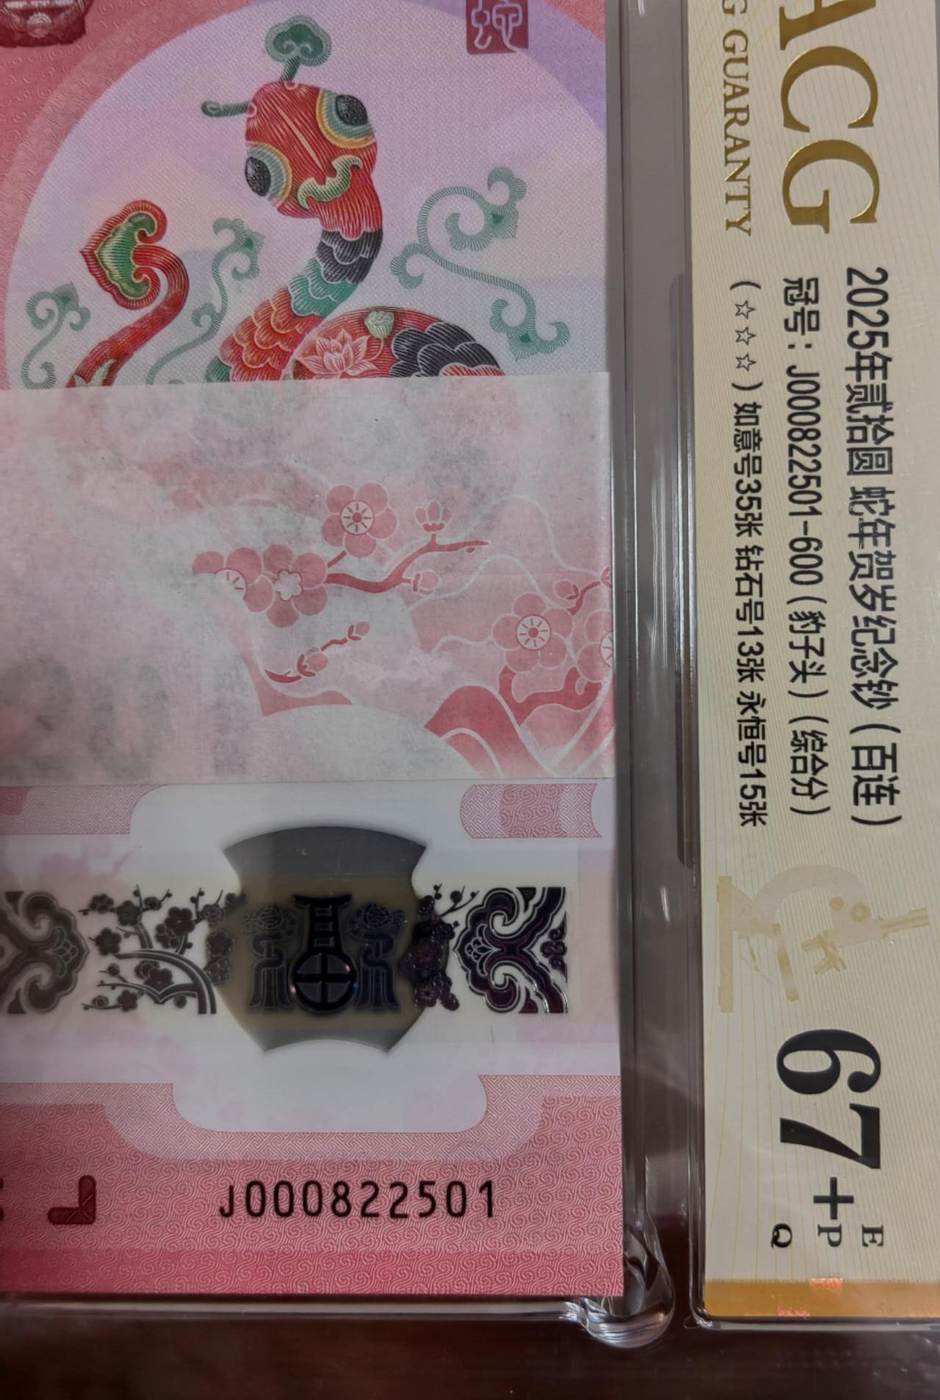 蛇
J000822501
ACG
G GUARANTY
2025年贰拾圆 蛇年贺岁纪念钞（百连）
冠号：J000822501-600（豹子头）（综合分）
（☆☆☆）如意号35张 钻石号13张 永恒号15张
67+
E
P
Q